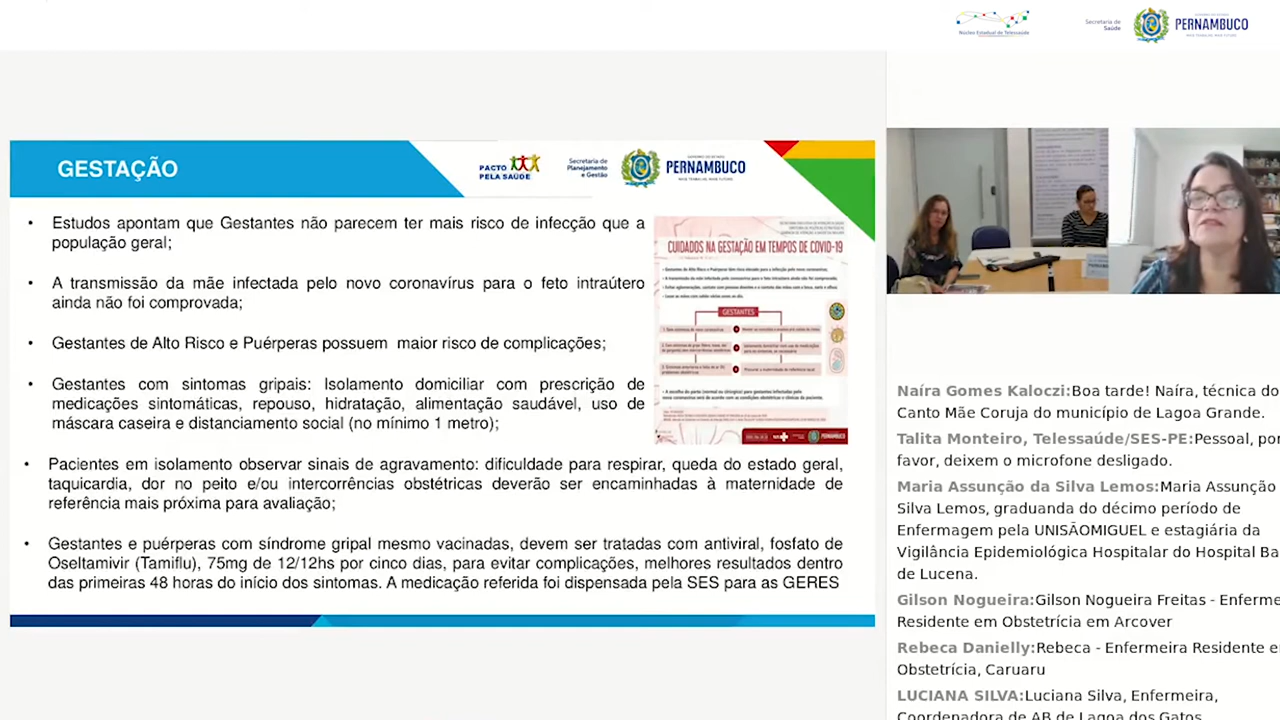 Núcleo Estadual de Telessaúde
Secretaria de
Saúde
PERNAMBUCO
GESTAÇÃO
PACTO
PELA SAÚDE
Secretaria de
Planejamento
e Gestão
PERNAMBUCO
• Estudos apontam que Gestantes não parecem ter mais risco de infecção que a
população geral;
• A transmissão da mãe infectada pelo novo coronavírus para o feto intraútero
ainda não foi comprovada;
• Gestantes de Alto Risco e Puérperas possuem maior risco de complicações;
• Gestantes com sintomas gripais: Isolamento domiciliar com prescrição de
medicações sintomáticas, repouso, hidratação, alimentação saudável, uso de
máscara caseira e distanciamento social (no mínimo 1 metro);
• Pacientes em isolamento observar sinais de agravamento: dificuldade para respirar, queda do estado geral,
taquicardia, dor no peito e/ou intercorrências obstétricas deverão ser encaminhadas à maternidade de
referência mais próxima para avaliação;
• Gestantes e puérperas com síndrome gripal mesmo vacinadas, devem ser tratadas com antiviral, fosfato de
Oseltamivir (Tamiflu), 75mg de 12/12hs por cinco dias, para evitar complicações, melhores resultados dentro
das primeiras 48 horas do início dos sintomas. A medicação referida foi dispensada pela SES para as GERES
CUIDADOS NA GESTAÇÃO EM TEMPOS DE COVID-19
GESTANTES
PERNAMBUCO
Naíra Gomes Kaloczi:Boa tarde! Naíra, técnica do
Canto Mãe Coruja do município de Lagoa Grande.
Talita Monteiro, Telessaúde/SES-PE:Pessoal, por
favor, deixem o microfone desligado.
Maria Assunção da Silva Lemos:Maria Assunção
Silva Lemos, graduanda do décimo período de
Enfermagem pela UNISÃOMIGUEL e estagiária da
Vigilância Epidemiológica Hospitalar do Hospital Ba
de Lucena.
Gilson Nogueira:Gilson Nogueira Freitas - Enferme
Residente em Obstetrícia em Arcover
Rebeca Danielly:Rebeca - Enfermeira Residente e
Obstetrícia, Caruaru
LUCIANA SILVA:Luciana Silva, Enfermeira,
Coordenadora de AB de Lagoa dos Gatos